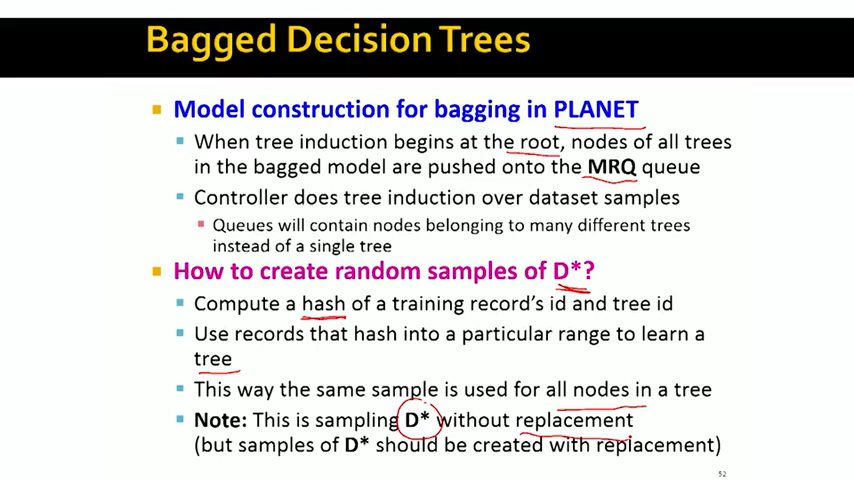 Bagged Decision Trees
Model construction for bagging in PLANET
When tree induction begins at the root, nodes of all trees
in the bagged model are pushed onto the MRQ queue
Controller does tree induction over dataset samples
Queues will contain nodes belonging to many different trees
instead of a single tree
How to create random samples of D*?
Compute a hash of a training record's id and tree id
Use records that hash into a particular range to learn a
tree
This way the same sample is used for all nodes in a tree
Note: This is sampling D* without replacement
(but samples of D* should be created with replacement)
52